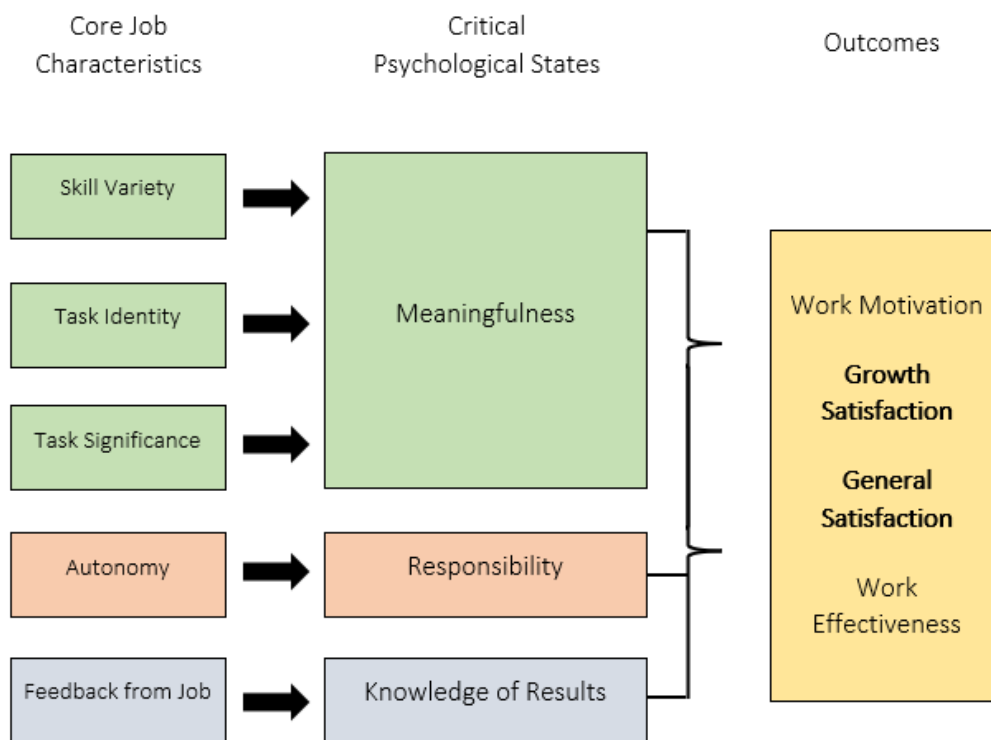 Core Job
Characteristics
Critical
Psychological States
Outcomes
Skill Variety
Task Identity
Task Significance
Autonomy
Feedback from Job
Meaningfulness
Responsibility
Knowledge of Results
Work Motivation
Growth
Satisfaction
General
Satisfaction
Work
Effectiveness